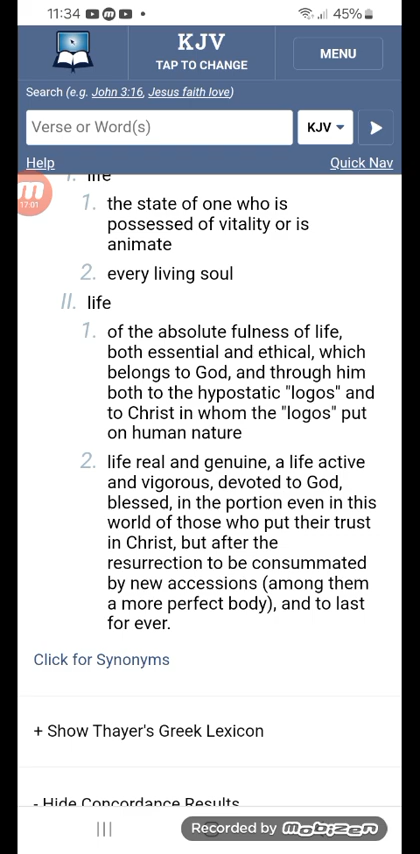 11:34
45%
KJV
TAP TO CHANGE
MENU
Search (e.g. John 3:16, Jesus faith love)
Verse or Word(s)
KJV
Help
Quick Nav
17:01
I. life
1. the state of one who is
possessed of vitality or is
animate
2. every living soul
II. life
1. of the absolute fulness of life,
both essential and ethical, which
belongs to God, and through him
both to the hypostatic "logos" and
to Christ in whom the "logos" put
on human nature
2. life real and genuine, a life active
and vigorous, devoted to God,
blessed, in the portion even in this
world of those who put their trust
in Christ, but after the
resurrection to be consummated
by new accessions (among them
a more perfect body), and to last
for ever.
Click for Synonyms
+ Show Thayer's Greek Lexicon
- Hide Concordance Results
Recorded by mobizen